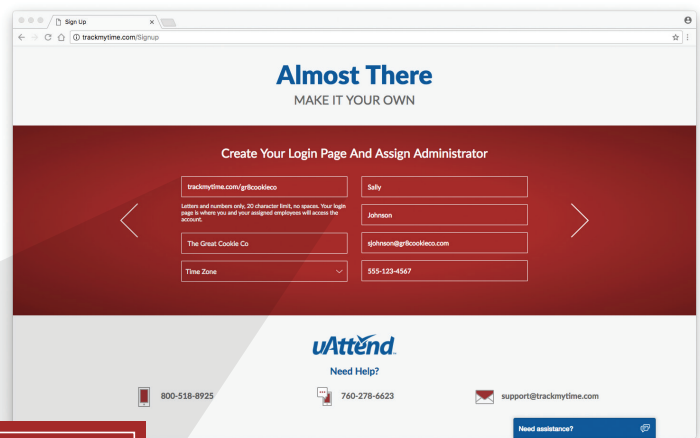 Sign Up
trackmytime.com/Signup
Almost There
MAKE IT YOUR OWN
Create Your Login Page And Assign Administrator
trackmytime.com/gr8cookieco
Sally
Letters and numbers only, 20 character limit, no spaces. Your login
page is where you and your assigned employees will access the
account.
Johnson
The Great Cookie Co
sjohnson@gr8cookieco.com
Time Zone
555-123-4567
uAttend
Need Help?
800-518-8925
760-278-6623
support@trackmytime.com
Need assistance?